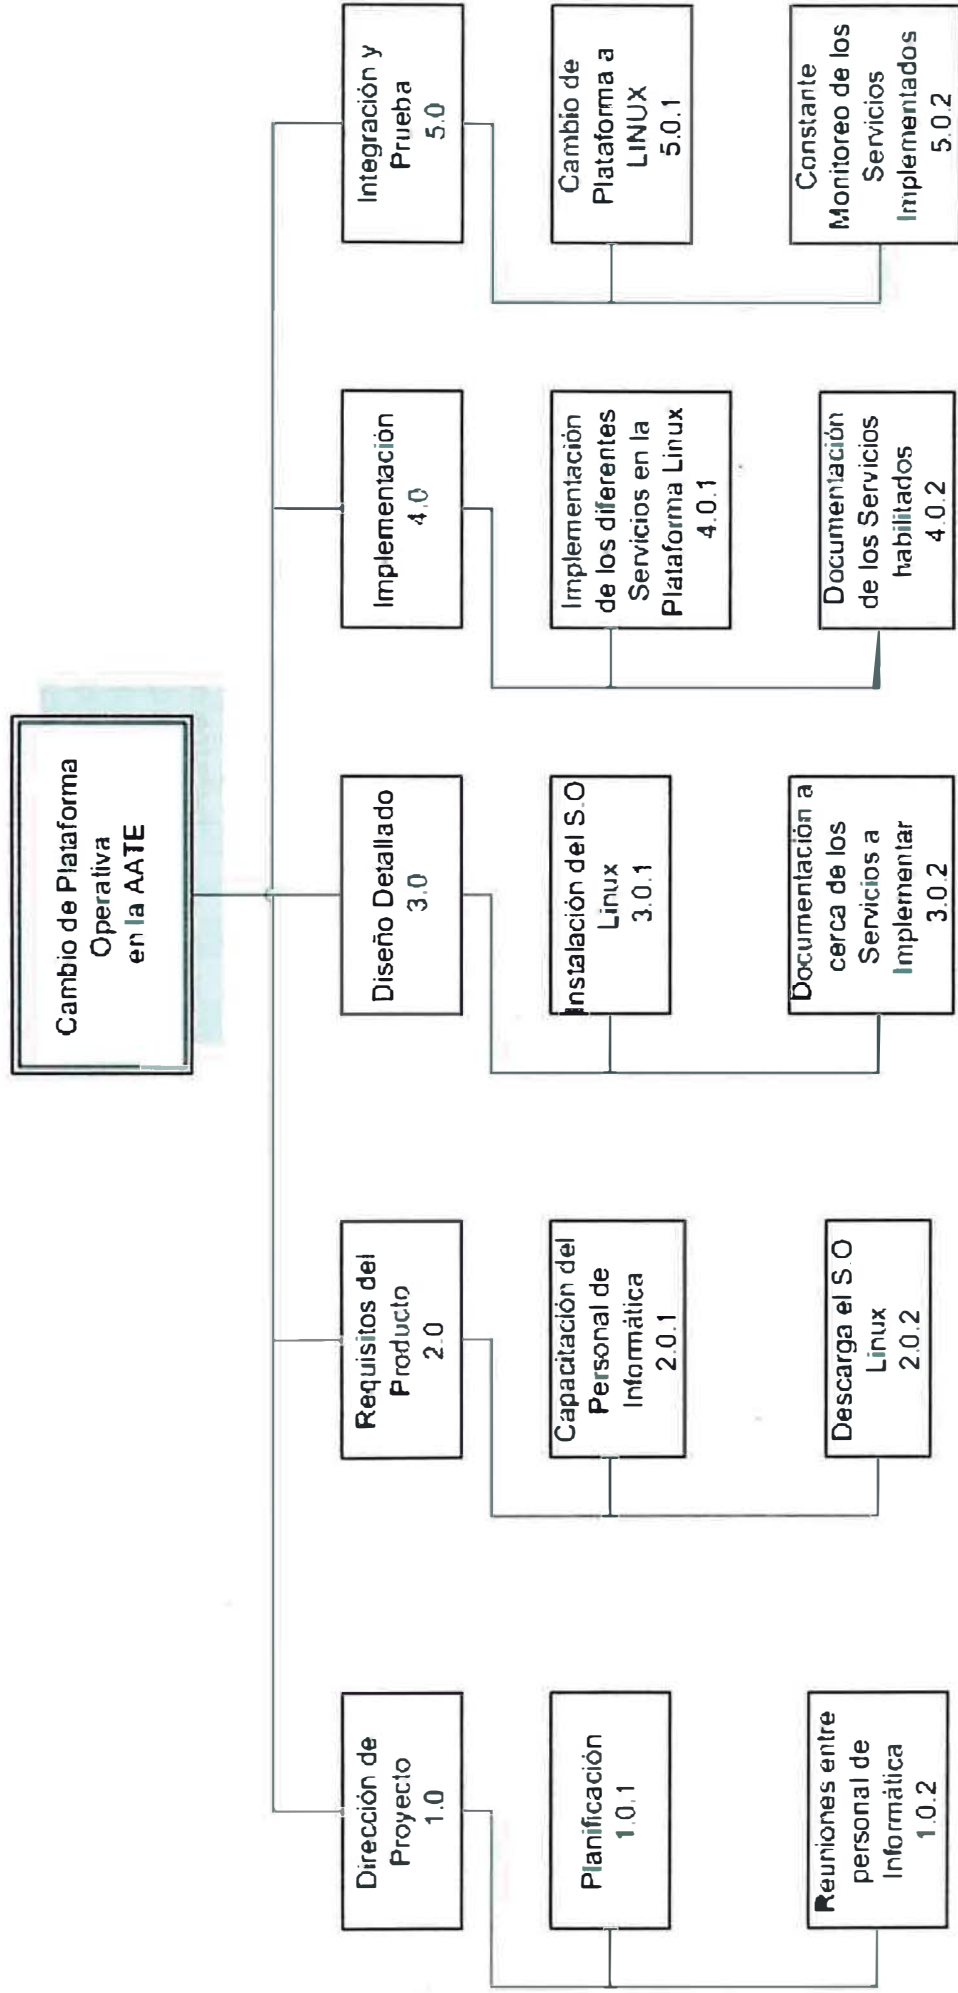 Cambio de Plataforma
Operativa
en la AATE
Dirección de
Proyecto
1.0
Planificación
1.0.1
Reuniones entre
personal de
Informática
1.0.2
Requisitos del
Producto
2.0
Capacitación del
Personal de
Informática
2.0.1
Descarga el S.O
Linux
2.0.2
Diseño Detallado
3.0
Instalación del S.O
Linux
3.0.1
Documentación a
cerca de los
Servicios a
Implementar
3.0.2
Implementación
4.0
Implementación
de los diferentes
Servicios en la
Plataforma Linux
4.0.1
Documentación
de los Servicios
habilitados
4.0.2
Integración y
Prueba
5.0
Cambio de
Plataforma a
LINUX
5.0.1
Constante
Monitoreo de los
Servicios
Implementados
5.0.2